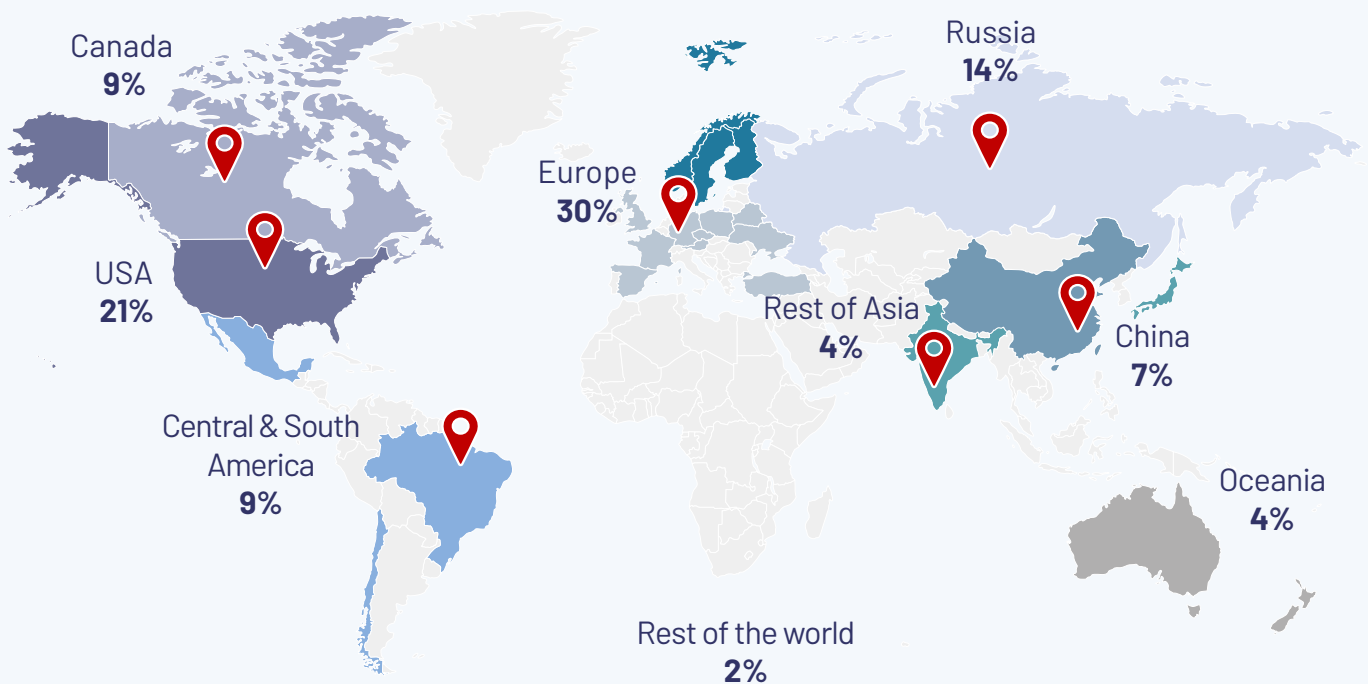 Canada
9%
Russia
14%
Europe
30%
USA
21%
Rest of Asia
4%
China
7%
Central & South
America
9%
Oceania
4%
Rest of the world
2%